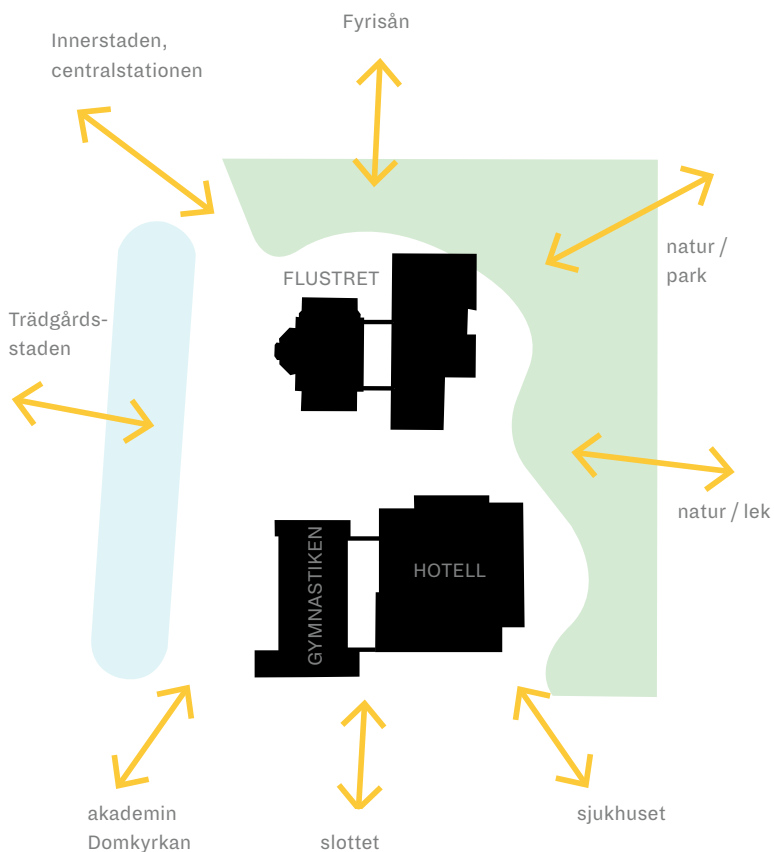 Fyrisån
Innerstaden,
centralstationen
natur /
park
FLUSTRET
Trädgårds-
staden
natur / lek
GYMNASTIKEN
HOTELL
akademin
Domkyrkan
slottet
sjukhuset